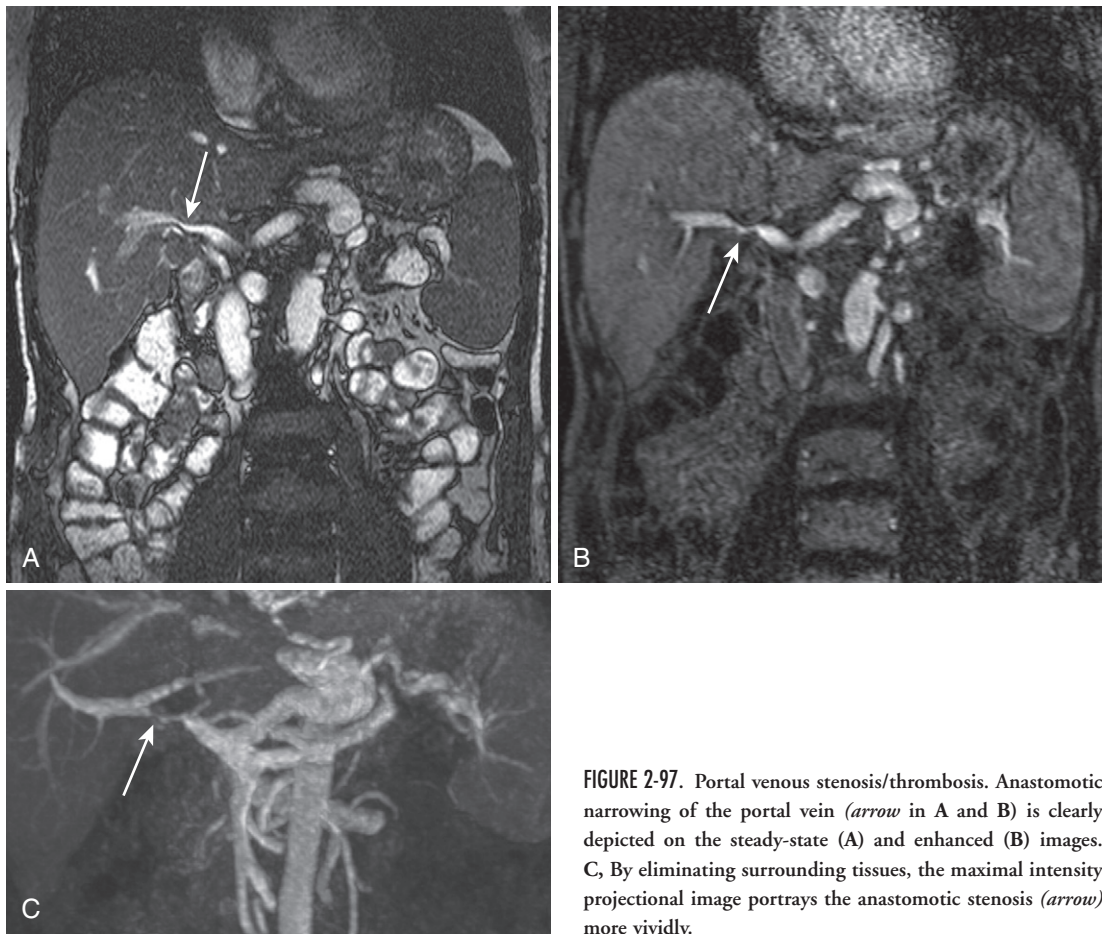 A
B
C
FIGURE 2-97. Portal venous stenosis/thrombosis. Anastomotic
narrowing of the portal vein (arrow in A and B) is clearly
depicted on the steady-state (A) and enhanced (B) images.
C, By eliminating surrounding tissues, the maximal intensity
projectional image portrays the anastomotic stenosis (arrow)
more vividly.